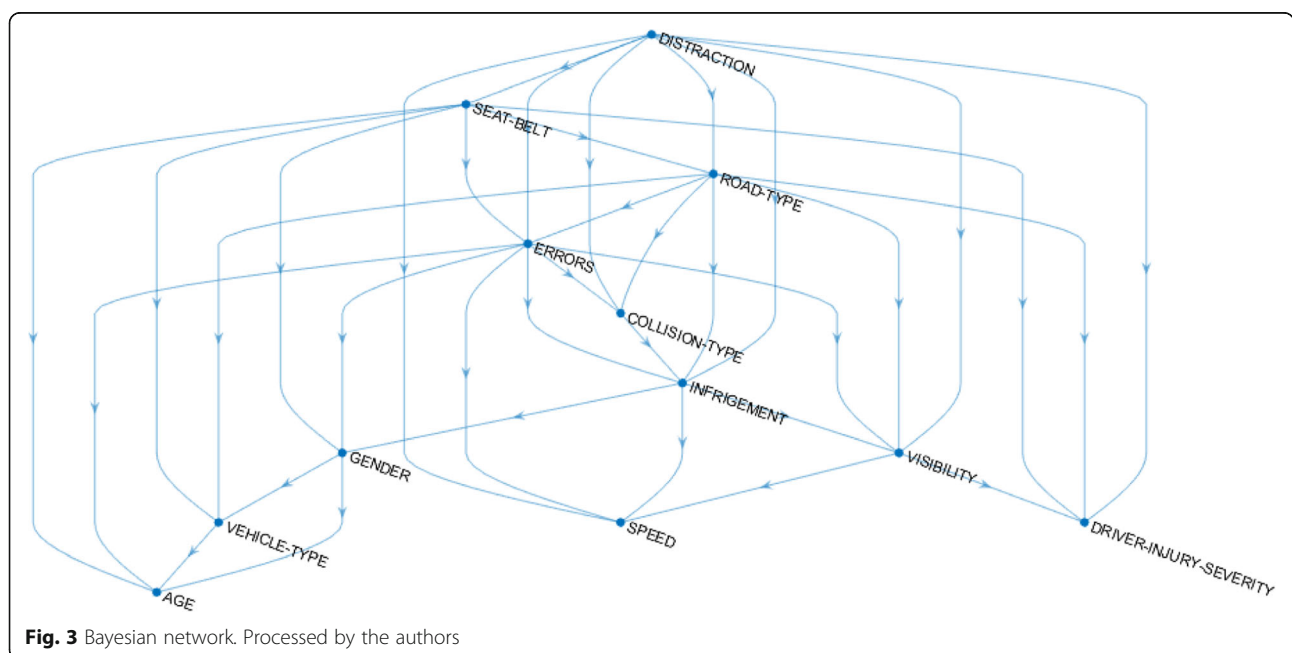 DISTRACTION
SEAT-BELT
ROAD-TYPE
ERRORS
COLLISION-TYPE
INFRIGEMENT
GENDER
VISIBILITY
VEHICLE-TYPE
SPEED
DRIVER-INJURY-SEVERITY
AGE
Fig. 3 Bayesian network. Processed by the authors